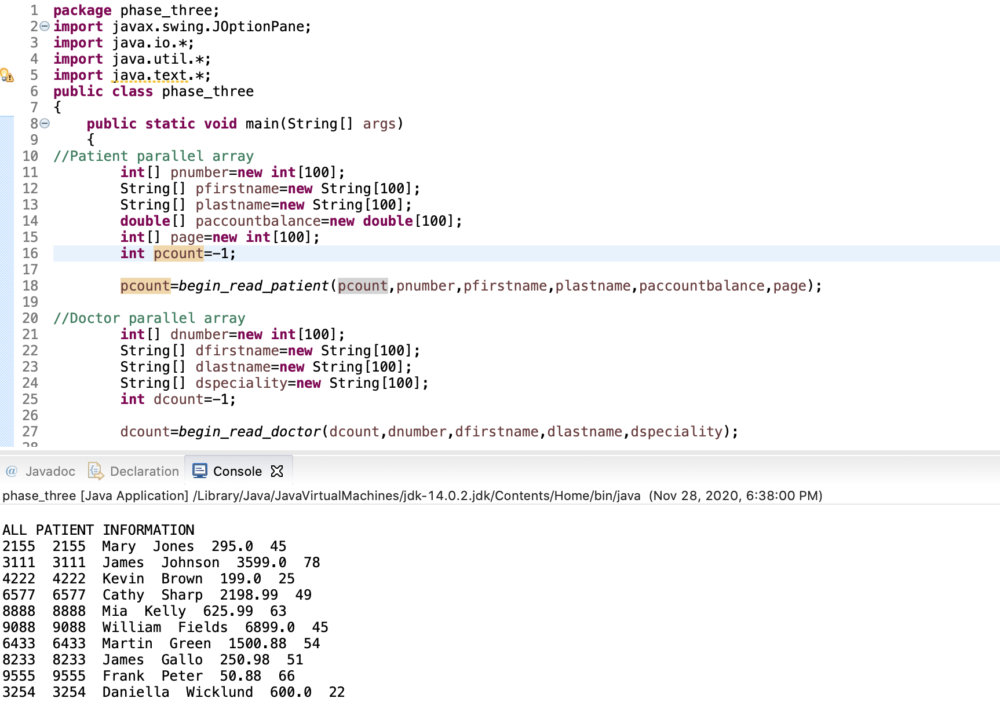 1 package phase_three;
2 import javax.swing.JOptionPane;
3 import java.io.*;
4 import java.util.*;
5 import java.text.*;
6 public class phase_three
7 {
8 public static void main(String[] args)
9 {
10 //Patient parallel array
11 int[] pnumber=new int[100];
12 String[] pfirstname=new String[100];
13 String[] plastname=new String[100];
14 double[] paccountbalance=new double[100];
15 int[] page=new int[100];
16 int pcount=-1;
17
18 pcount=begin_read_patient(pcount,pnumber,pfirstname,plastname,paccountbalance,page);
19
20 //Doctor parallel array
21 int[] dnumber=new int[100];
22 String[] dfirstname=new String[100];
23 String[] dlastname=new String[100];
24 String[] dspeciality=new String[100];
25 int dcount=-1;
26
27 dcount=begin_read_doctor(dcount,dnumber,dfirstname,dlastname,dspeciality);
28
@ Javadoc Declaration Console
phase_three [Java Application] /Library/Java/JavaVirtualMachines/jdk-14.0.2.jdk/Contents/Home/bin/java (Nov 28, 2020, 6:38:00 PM)
ALL PATIENT INFORMATION
2155 2155 Mary Jones 295.0 45
3111 3111 James Johnson 3599.0 78
4222 4222 Kevin Brown 199.0 25
6577 6577 Cathy Sharp 2198.99 49
8888 8888 Mia Kelly 625.99 63
9088 9088 William Fields 6899.0 45
6433 6433 Martin Green 1500.88 54
8233 8233 James Gallo 250.98 51
9555 9555 Frank Peter 50.88 66
3254 3254 Daniella Wicklund 600.0 22